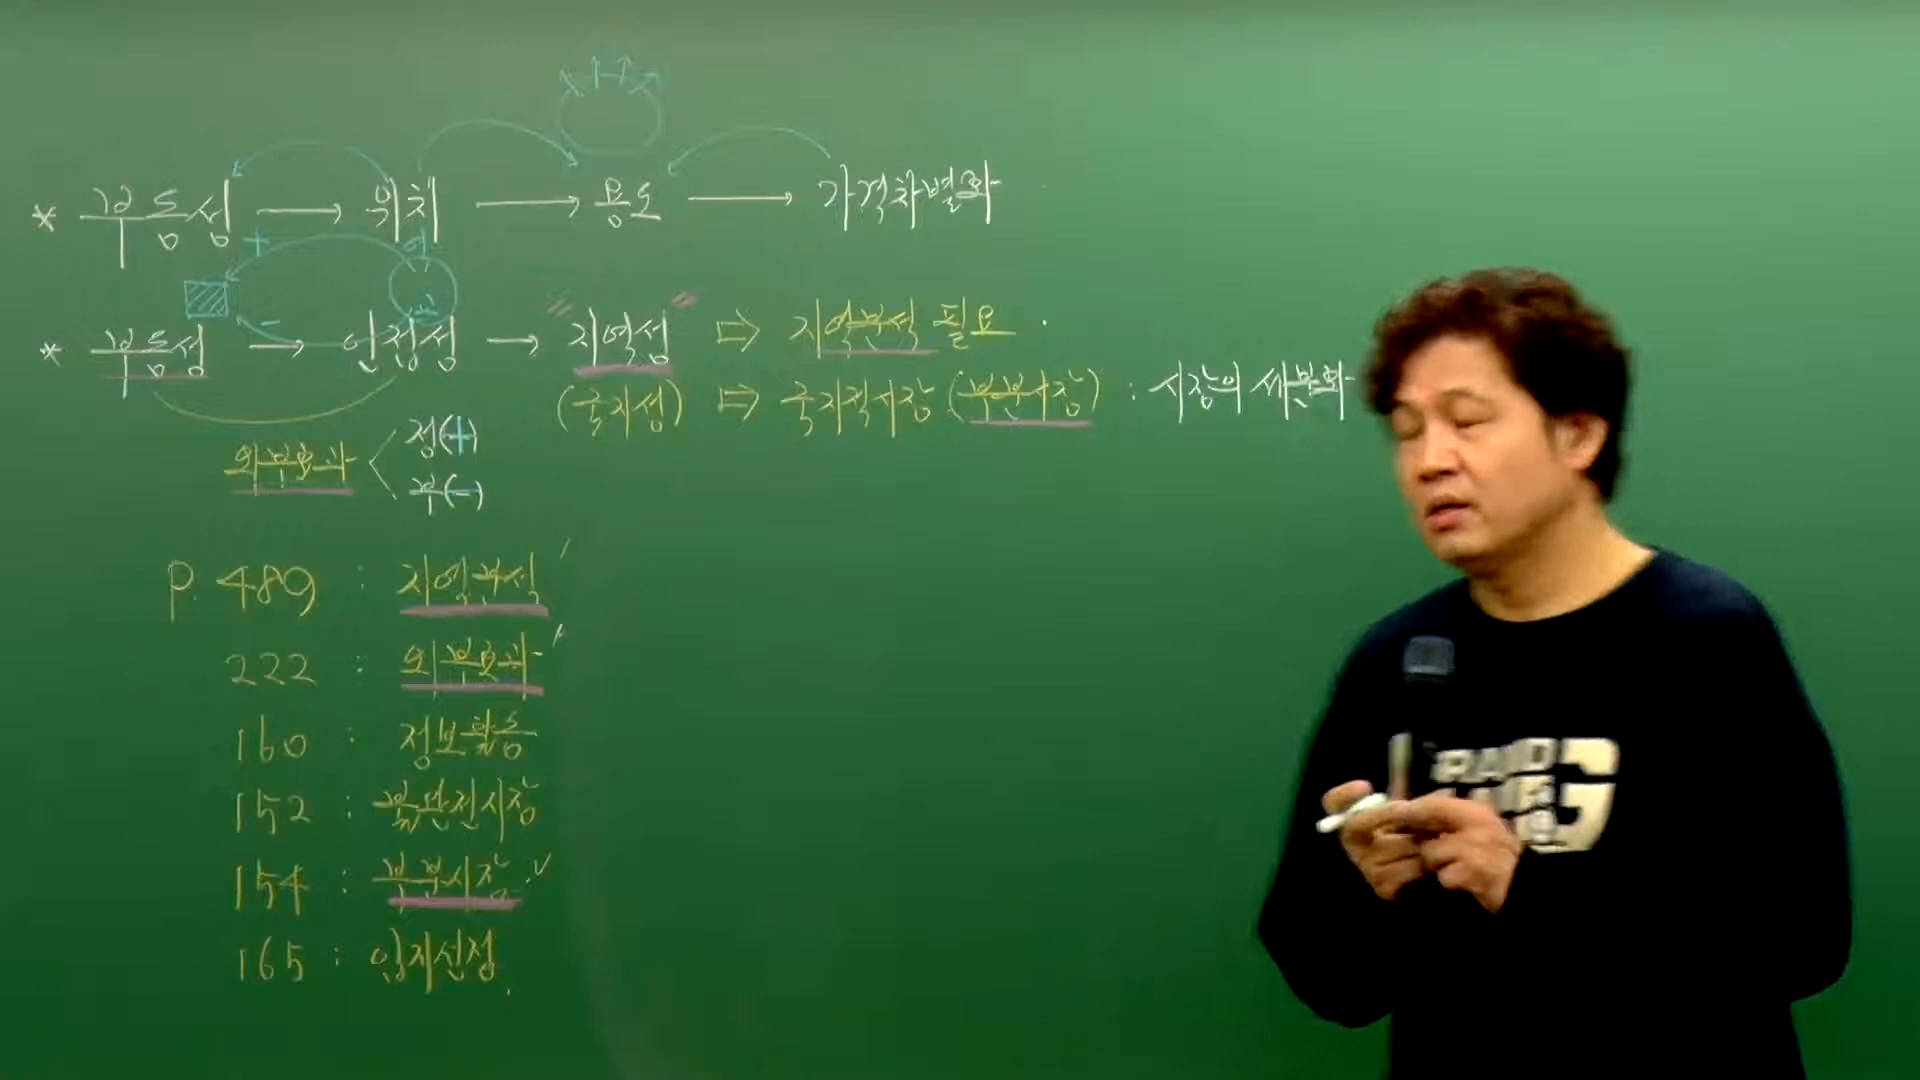 * 부동성 → 위치 → 용도 → 가격차별화
+
* 부동성 → 인접성 → "지역성" ⇨ 지역분석 필요.
-
(국지성) ⇨ 국지적시장 (부분시장) : 시장의 세분화
외부효과 < 정(+)
부(-)
P. 489 : 지역분석
222 : 외부효과
160 : 정보활동
152 : 불완전시장
154 : 부분시장
165 : 입지선정
G